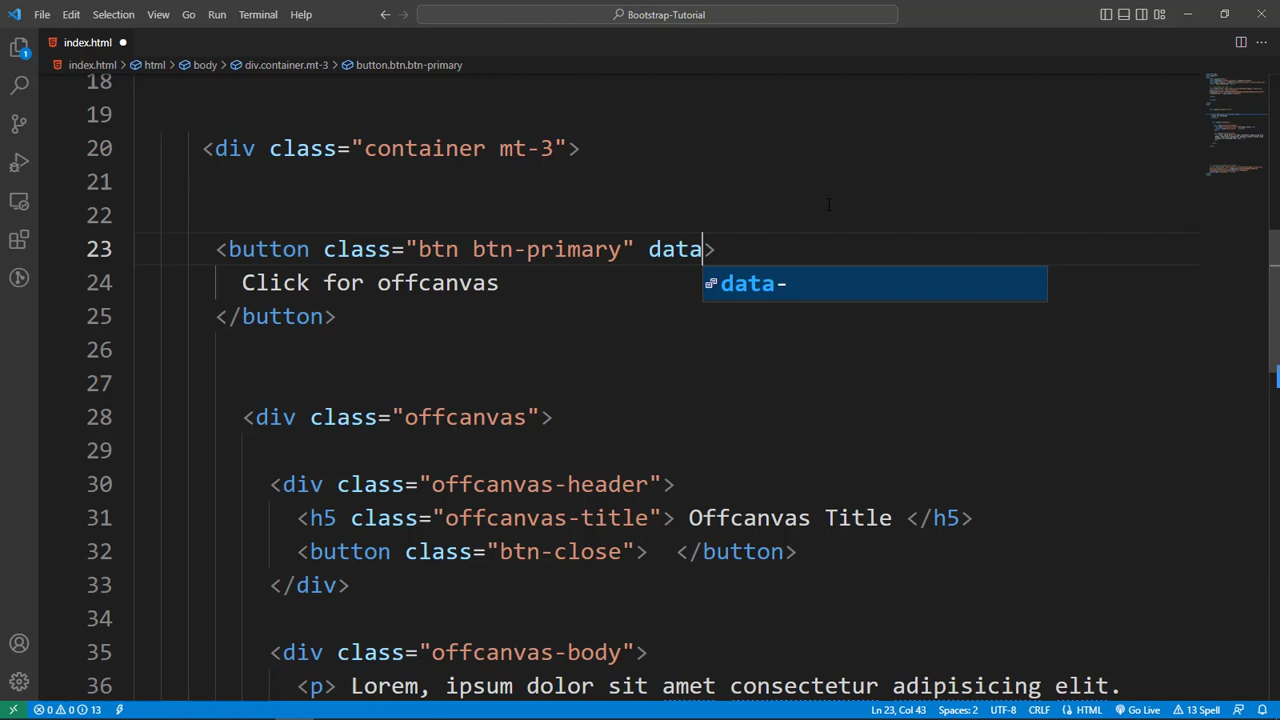 File Edit Selection View Go Run Terminal Help Bootstrap-Tutorial
index.html
index.html > html > body > div.container.mt-3 > button.btn.btn-primary
1
18
19
20 <div class="container mt-3">
21
22
23 <button class="btn btn-primary" data>
24 Click for offcanvas
data-
25 </button>
26
27
28 <div class="offcanvas">
29
30 <div class="offcanvas-header">
31 <h5 class="offcanvas-title"> Offcanvas Title </h5>
32 <button class="btn-close"> </button>
33 </div>
34
35 <div class="offcanvas-body">
36 <p> Lorem, ipsum dolor sit amet consectetur adipisicing elit.
0 0 13 Ln 23, Col 43 Spaces: 2 UTF-8 CRLF HTML Go Live 13 Spell